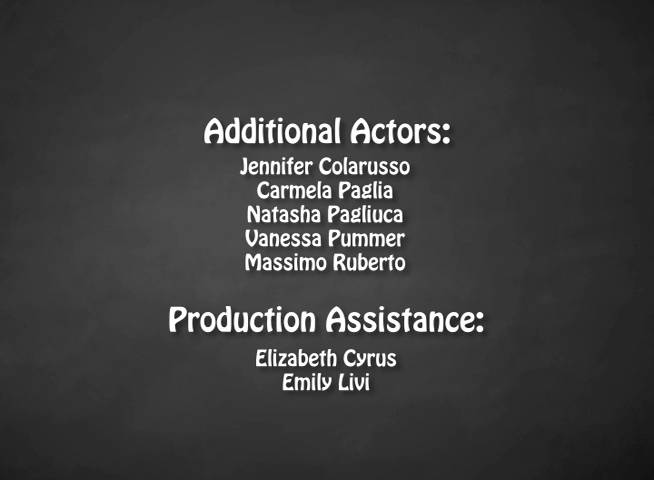 Additional Actors:
Jennifer Colarusso
Carmela Paglia
Natasha Pagliuca
Vanessa Pummer
Massimo Ruberto
Production Assistance:
Elizabeth Cyrus
Emily Livi